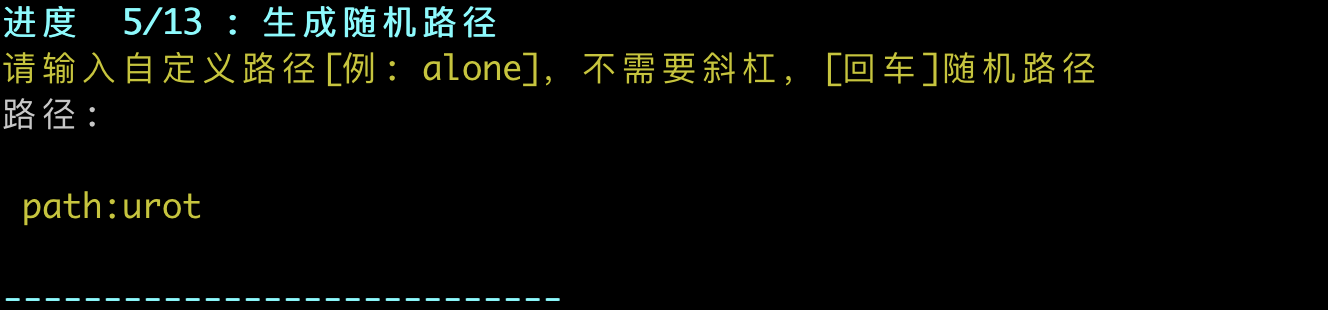 进度  5/13 : 生成随机路径
请输入自定义路径[例: alone], 不需要斜杠, [回车]随机路径
路径:
path:urot
----------------------------